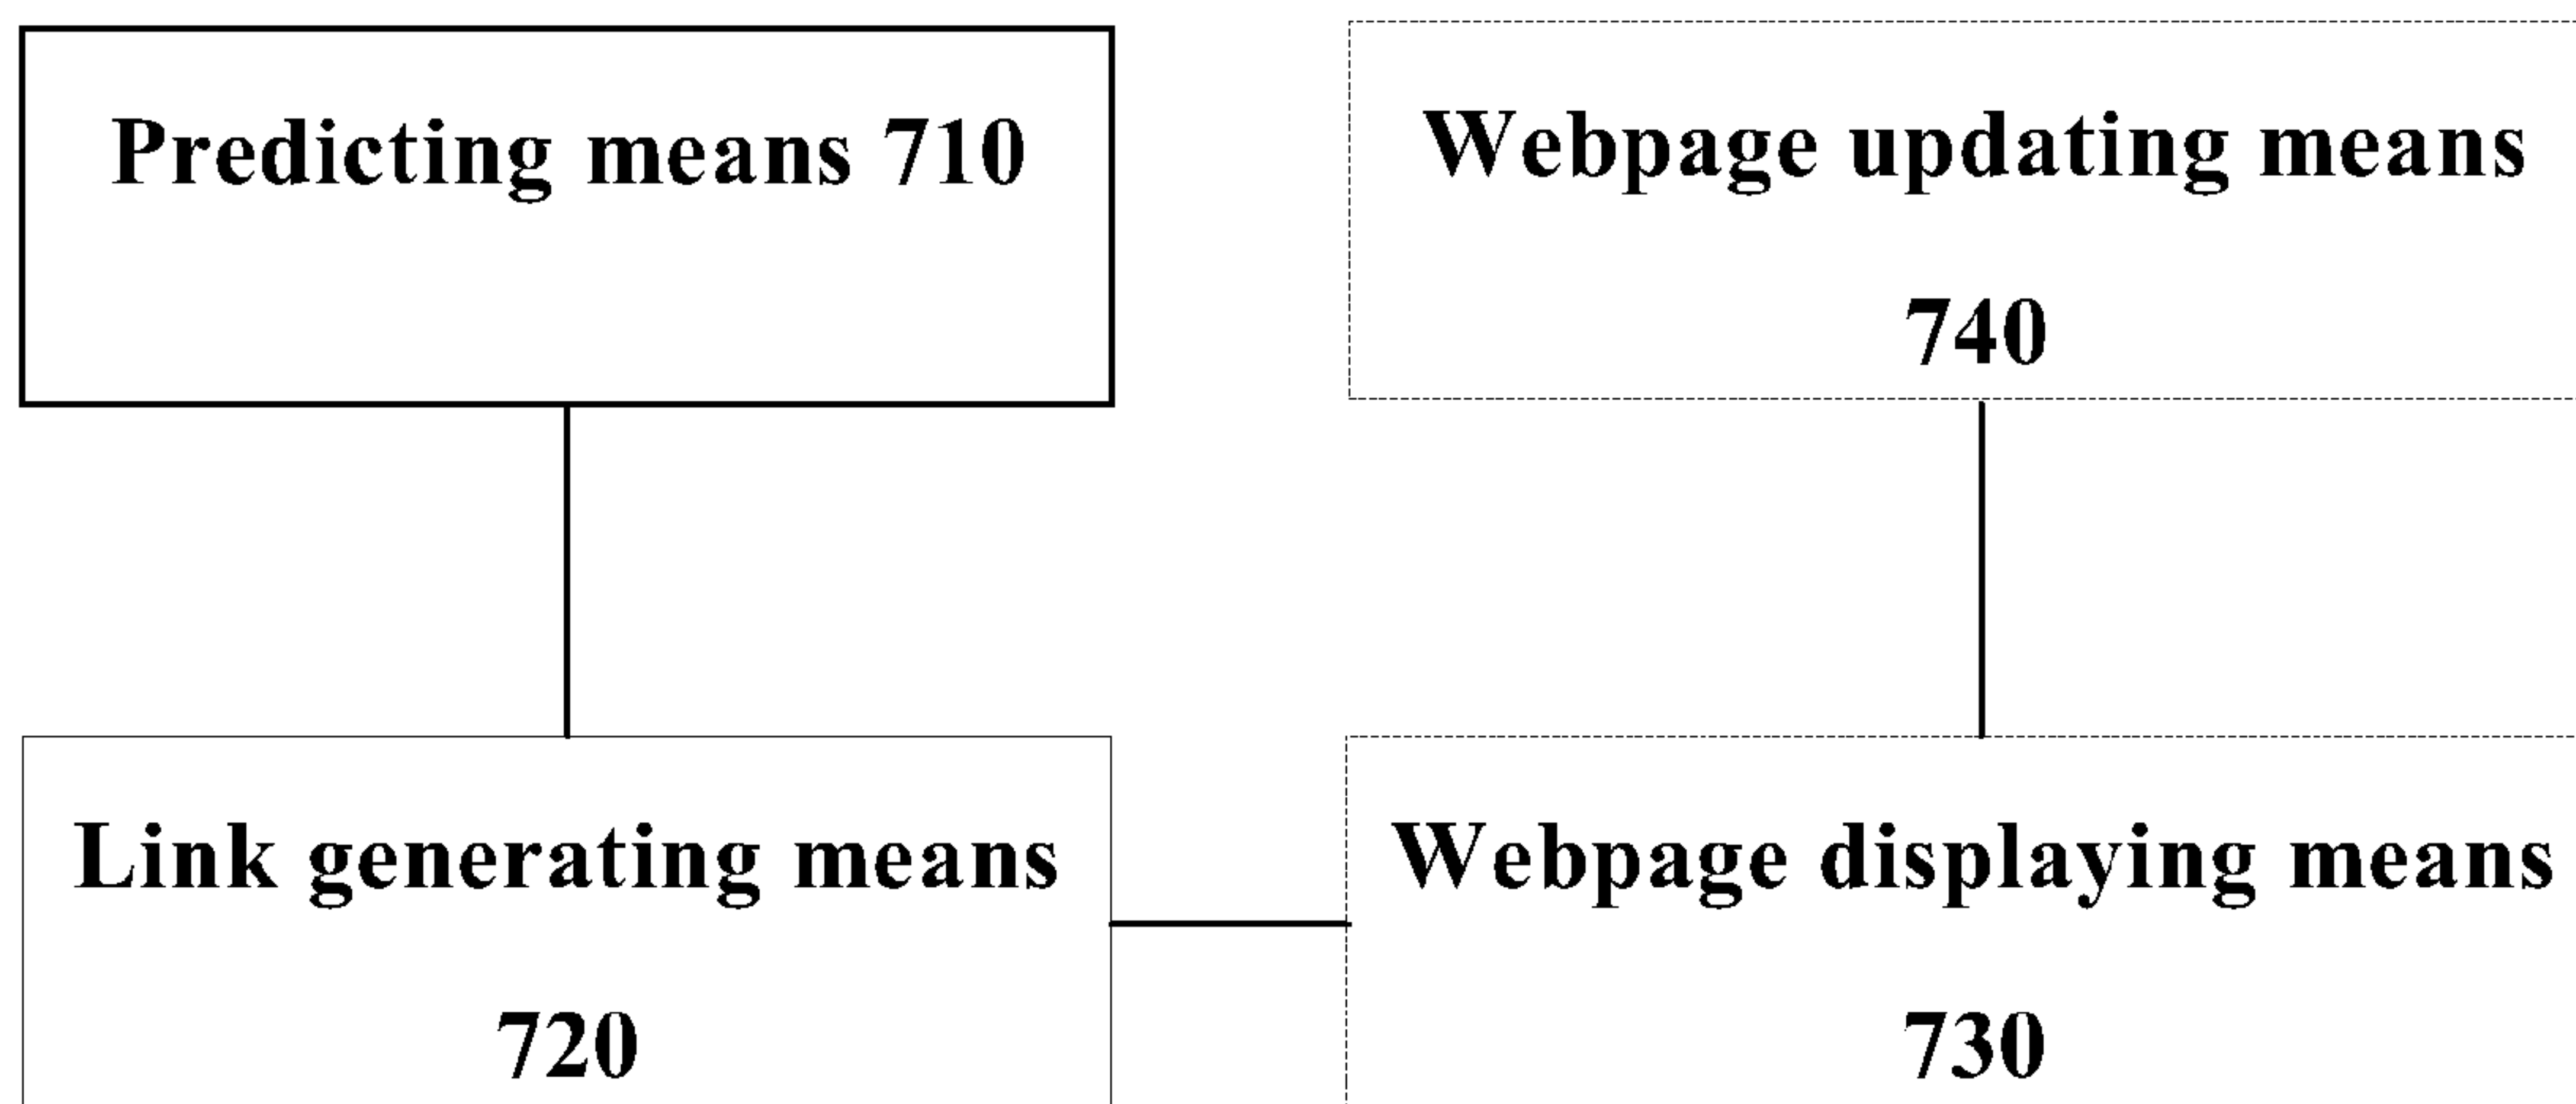 Predicting means 710
Webpage updating means
740
Link generating means
720
Webpage displaying means
730